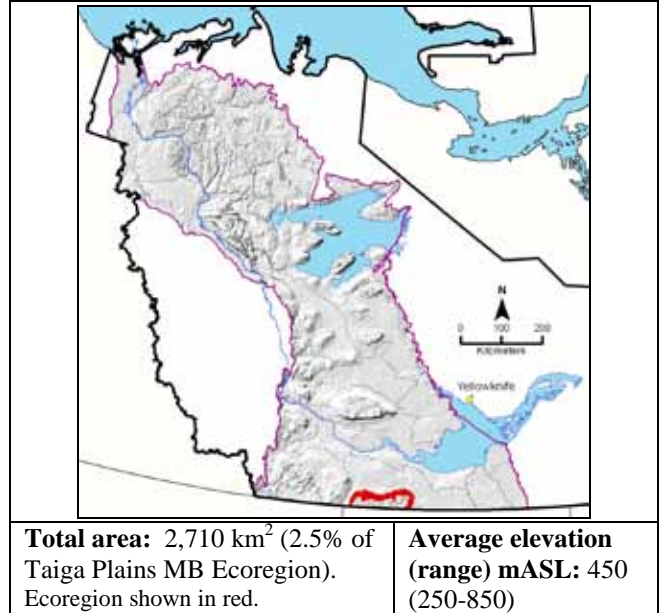 N
0 100 200
Kilometers
Yellowknife
Total area: 2,710 km² (2.5% of
Taiga Plains MB Ecoregion).
Ecoregion shown in red.
Average elevation
(range) mASL: 450
(250-850)